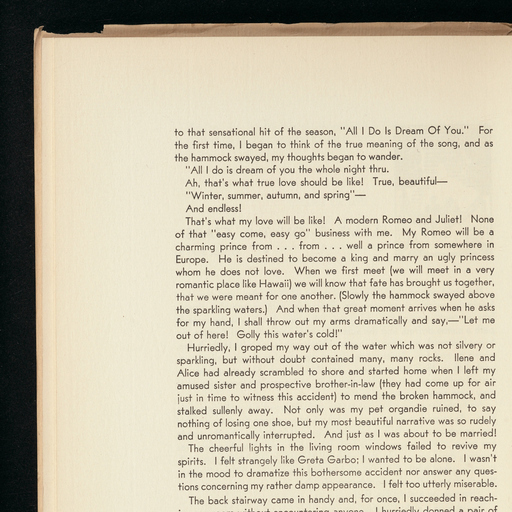 to that sensational hit of the season, "All I Do Is Dream Of You." For
the first time, I began to think of the true meaning of the song, and as
the hammock swayed, my thoughts began to wander.
"All I do is dream of you the whole night thru.
Ah, that's what true love should be like! True, beautiful—
"Winter, summer, autumn, and spring"—
And endless!
That's what my love will be like! A modern Romeo and Juliet! None
of that "easy come, easy go" business with me. My Romeo will be a
charming prince from . . . from . . . well a prince from somewhere in
Europe. He is destined to become a king and marry an ugly princess
whom he does not love. When we first meet (we will meet in a very
romantic place like Hawaii) we will know that fate has brought us together,
that we were meant for one another. (Slowly the hammock swayed above
the sparkling waters.) And when that great moment arrives when he asks
for my hand, I shall throw out my arms dramatically and say,—"Let me
out of here! Golly this water's cold!"
Hurriedly, I groped my way out of the water which was not silvery or
sparkling, but without doubt contained many, many rocks. Ilene and
Alice had already scrambled to shore and started home when I left my
amused sister and prospective brother-in-law (they had come up for air
just in time to witness this accident) to mend the broken hammock, and
stalked sullenly away. Not only was my pet organdie ruined, to say
nothing of losing one shoe, but my most beautiful narrative was so rudely
and unromantically interrupted. And just as I was about to be married!
The cheerful lights in the living room windows failed to revive my
spirits. I felt strangely like Greta Garbo; I wanted to be alone. I wasn't
in the mood to dramatize this bothersome accident nor answer any ques-
tions concerning my rather damp appearance. I felt too utterly miserable.
The back stairway came in handy and, for once, I succeeded in reach-
without encountering anyone. I hurriedly donned a pair of